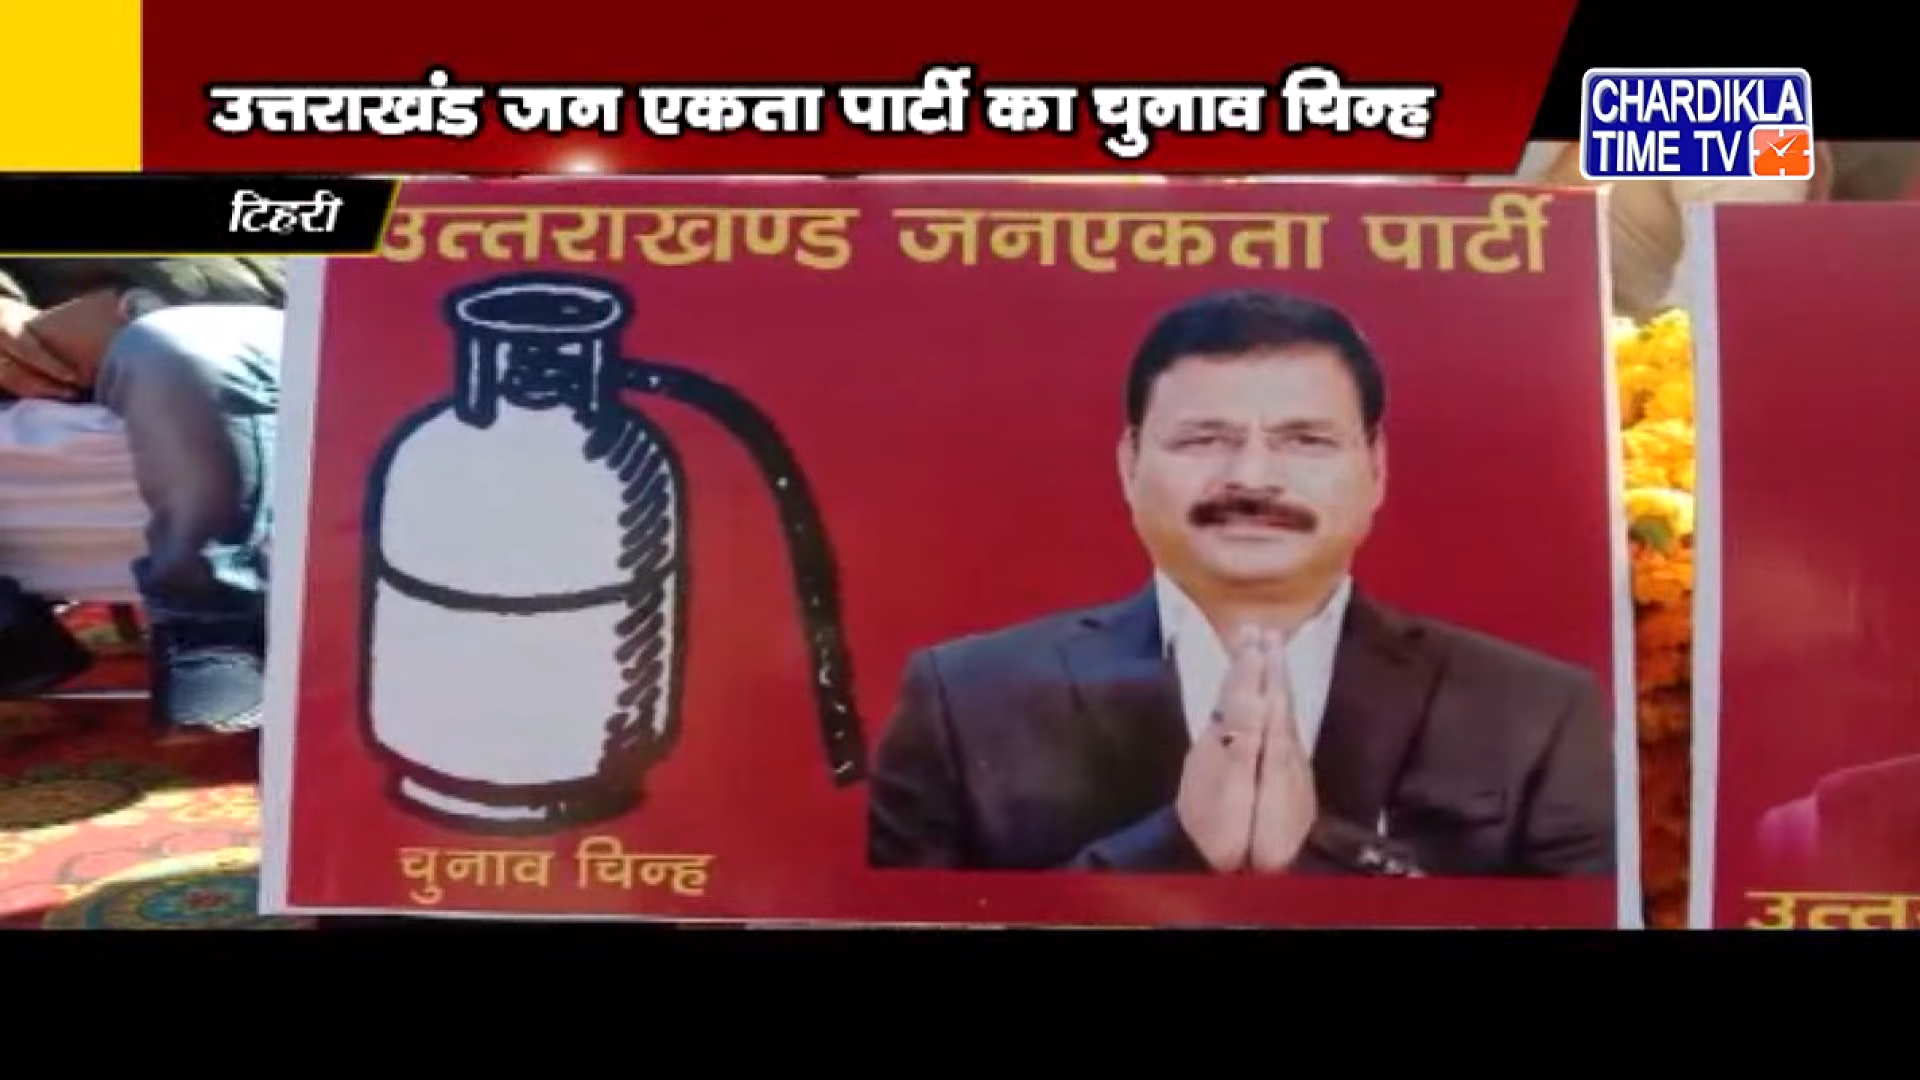 उत्तराखंड जन एकता पार्टी का चुनाव चिन्ह
CHARDIKLA
TIME TV
टिहरी
उत्तराखण्ड जनएकता पार्टी
चुनाव चिन्ह